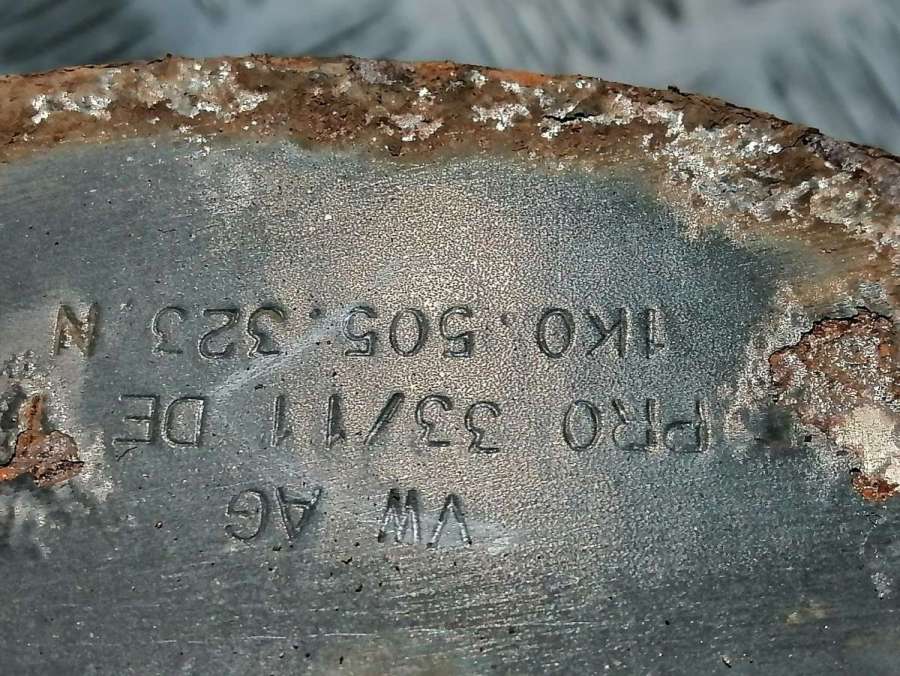 VW AG
PRO 33/11 DE
1K0.505.323.N